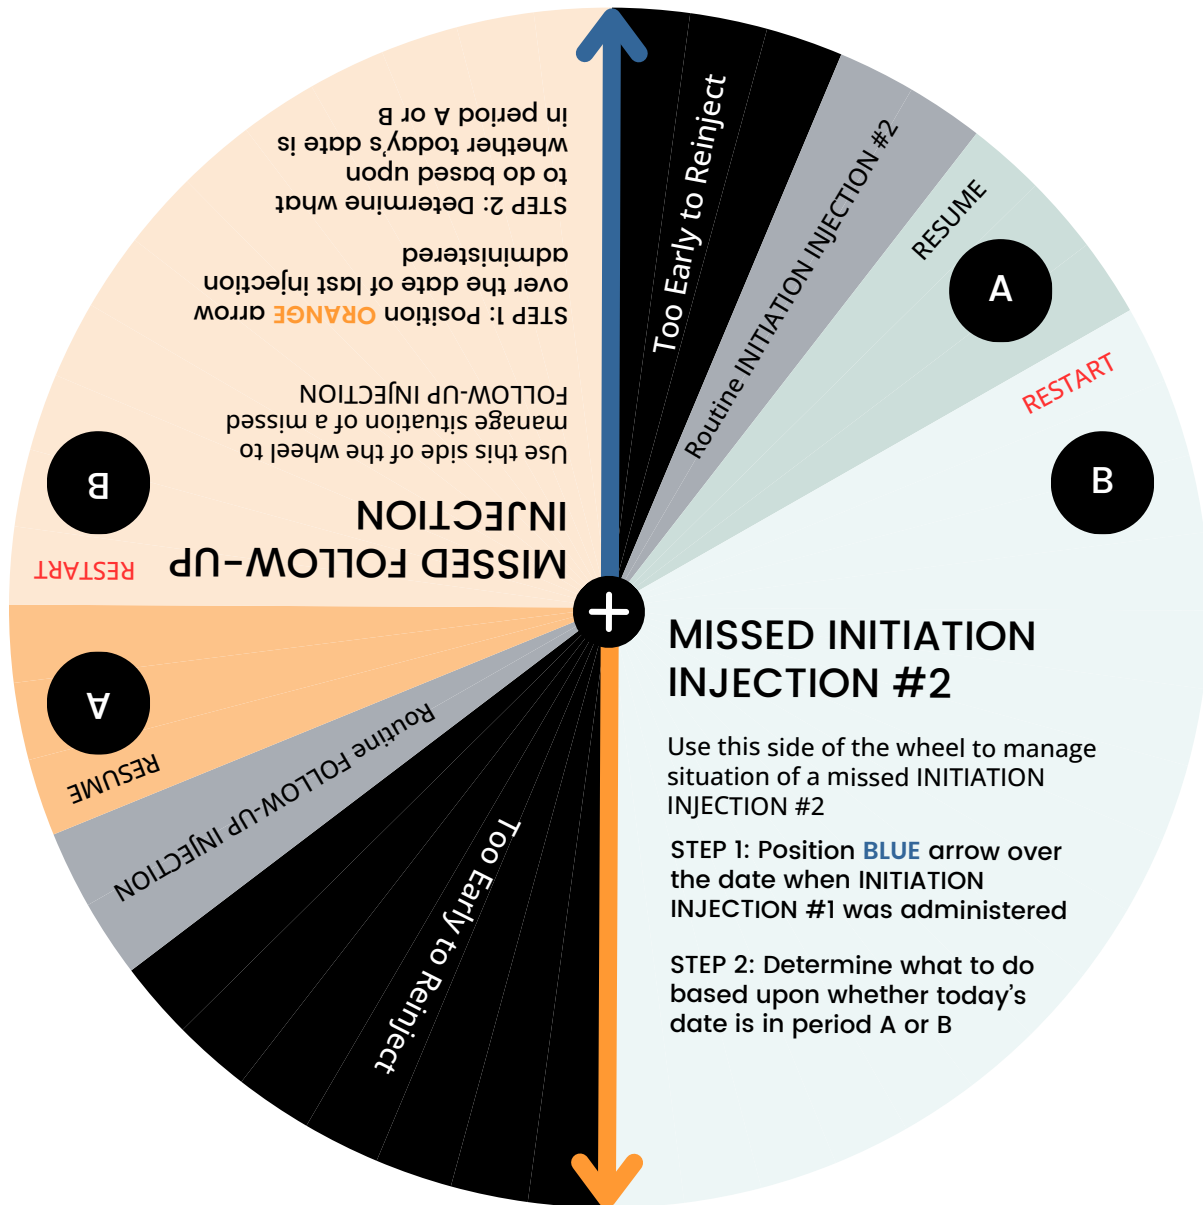 Too Early to Reinject
Routine INITIATION INJECTION #2
RESUME
A
RESTART
B
MISSED INITIATION
INJECTION #2
Use this side of the wheel to manage
situation of a missed INITIATION
INJECTION #2
STEP 1: Position BLUE arrow over
the date when INITIATION
INJECTION #1 was administered
STEP 2: Determine what to do
based upon whether today's
date is in period A or B
Too Early to Reinject
Routine FOLLOW-UP INJECTION
RESUME
A
RESTART
B
MISSED FOLLOW-UP
INJECTION
Use this side of the wheel to
manage situation of a missed
FOLLOW-UP INJECTION
STEP 1: Position ORANGE arrow
over the date of last injection
administered
STEP 2: Determine what
to do based upon
whether today's date is
in period A or B